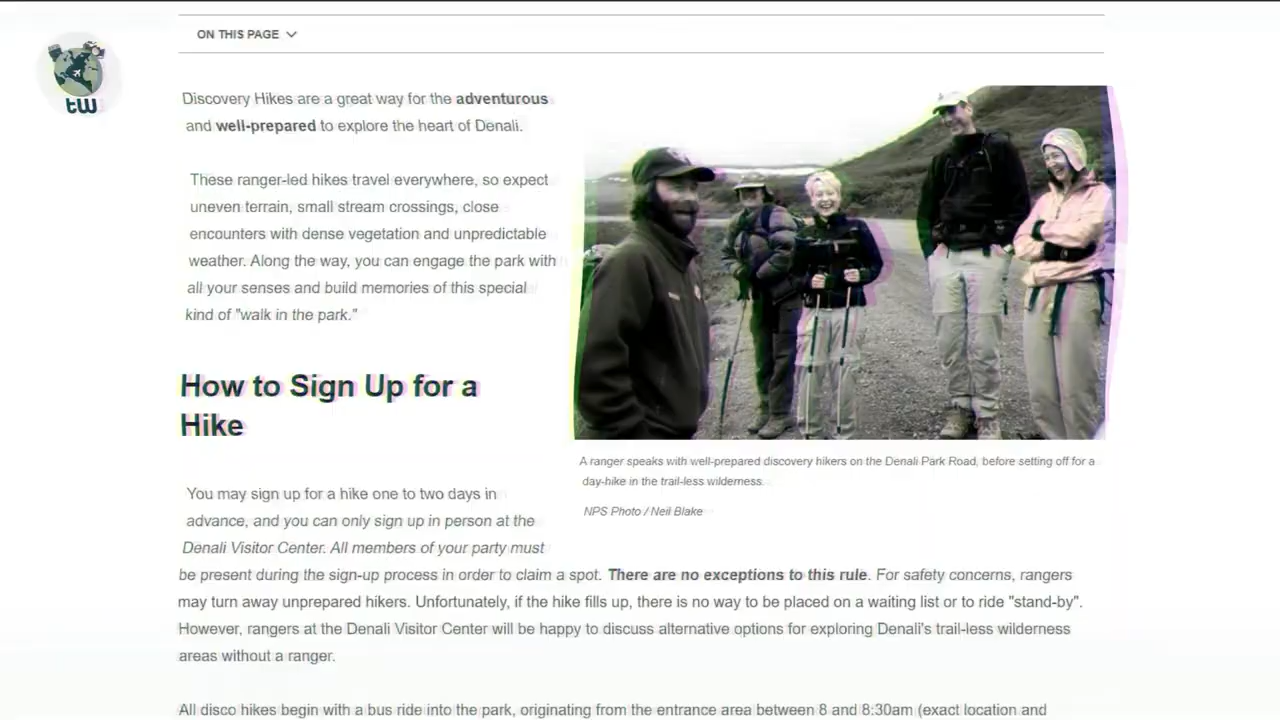 ON THIS PAGE
tw
Discovery Hikes are a great way for the adventurous
and well-prepared to explore the heart of Denali.
These ranger-led hikes travel everywhere, so expect
uneven terrain, small stream crossings, close
encounters with dense vegetation and unpredictable
weather. Along the way, you can engage the park with
all your senses and build memories of this special
kind of "walk in the park."
How to Sign Up for a
Hike
A ranger speaks with well-prepared discovery hikers on the Denali Park Road, before setting off for a
day-hike in the trail-less wilderness.
NPS Photo / Neil Blake
You may sign up for a hike one to two days in
advance, and you can only sign up in person at the
Denali Visitor Center. All members of your party must
be present during the sign-up process in order to claim a spot. There are no exceptions to this rule. For safety concerns, rangers
may turn away unprepared hikers. Unfortunately, if the hike fills up, there is no way to be placed on a waiting list or to ride "stand-by".
However, rangers at the Denali Visitor Center will be happy to discuss alternative options for exploring Denali's trail-less wilderness
areas without a ranger.
All disco hikes begin with a bus ride into the park, originating from the entrance area between 8 and 8:30am (exact location and